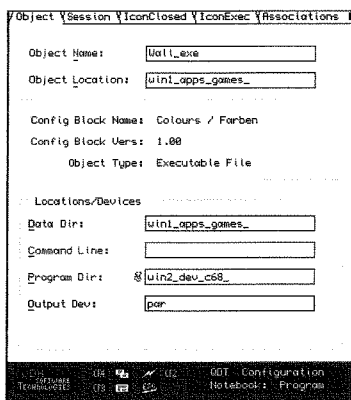 Object Session IconClosed IconExec Associations
Object Name: Wall_exe
Object Location: win1_apps_games_
Config Block Name: Colours / Farben
Config Block Vers: 1.00
Object Type: Executable File
Locations/Devices
Data Dir: win1_apps_games_
Command Line:
Program Dir: win2_dev_c68_
Output Dev: par
SOFTWARE
TECHNOLOGIES
QDT Configuration
Notebook: Program